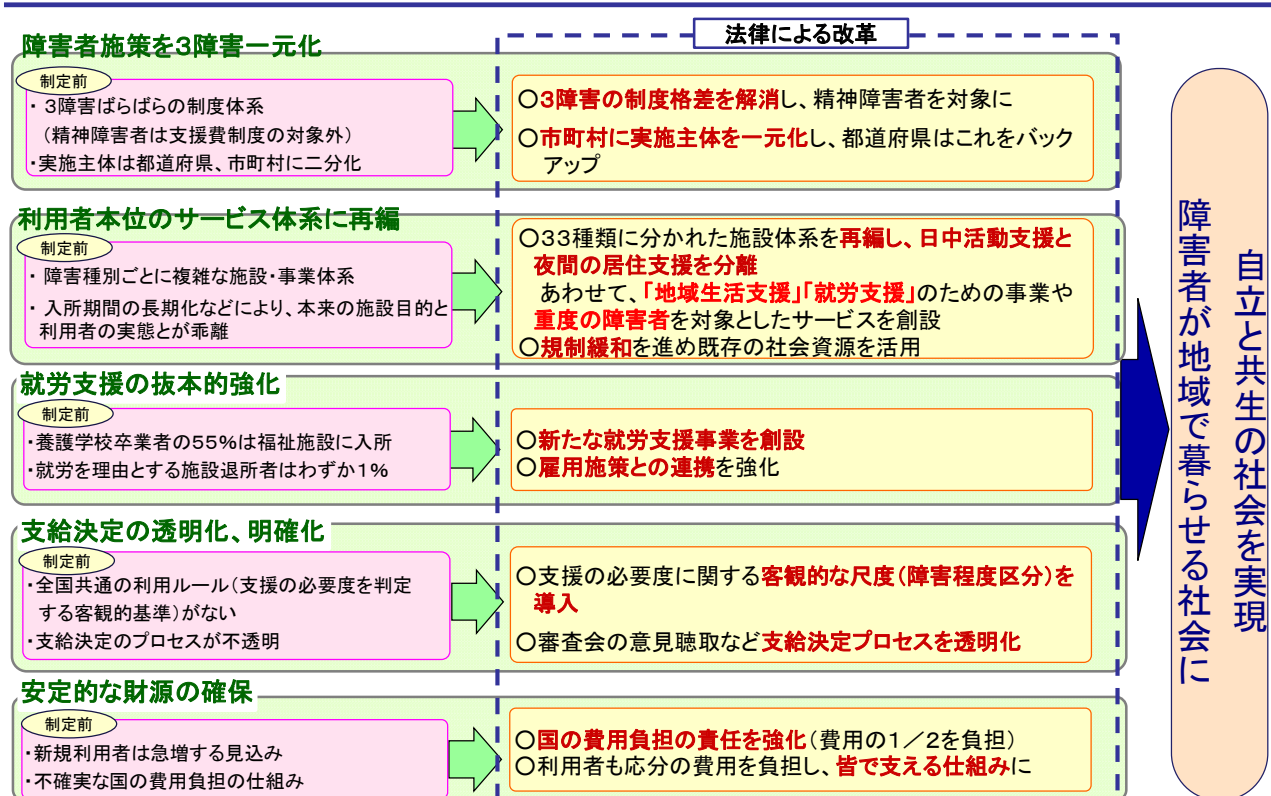 法律による改革
障害者施策を3障害一元化
制定前
・ 3障害ばらばらの制度体系
(精神障害者は支援費制度の対象外)
・実施主体は都道府県、市町村に二分化
○3障害の制度格差を解消し、精神障害者を対象に
○市町村に実施主体を一元化し、都道府県はこれをバック
アップ
利用者本位のサービス体系に再編
制定前
・ 障害種別ごとに複雑な施設・事業体系
・ 入所期間の長期化などにより、本来の施設目的と
利用者の実態とが乖離
○33種類に分かれた施設体系を再編し、日中活動支援と
夜間の居住支援を分離
あわせて、「地域生活支援」「就労支援」のための事業や
重度の障害者を対象としたサービスを創設
○規制緩和を進め既存の社会資源を活用
就労支援の抜本的強化
制定前
・養護学校卒業者の55%は福祉施設に入所
・就労を理由とする施設退所者はわずか1%
○新たな就労支援事業を創設
○雇用施策との連携を強化
支給決定の透明化、明確化
制定前
・全国共通の利用ルール(支援の必要度を判定
する客観的基準)がない
・支給決定のプロセスが不透明
○支援の必要度に関する客観的な尺度(障害程度区分)を
導入
○審査会の意見聴取など支給決定プロセスを透明化
安定的な財源の確保
制定前
・新規利用者は急増する見込み
・不確実な国の費用負担の仕組み
○国の費用負担の責任を強化(費用の1/2を負担)
○利用者も応分の費用を負担し、皆で支える仕組みに
自立と共生の社会を実現
障害者が地域で暮らせる社会に